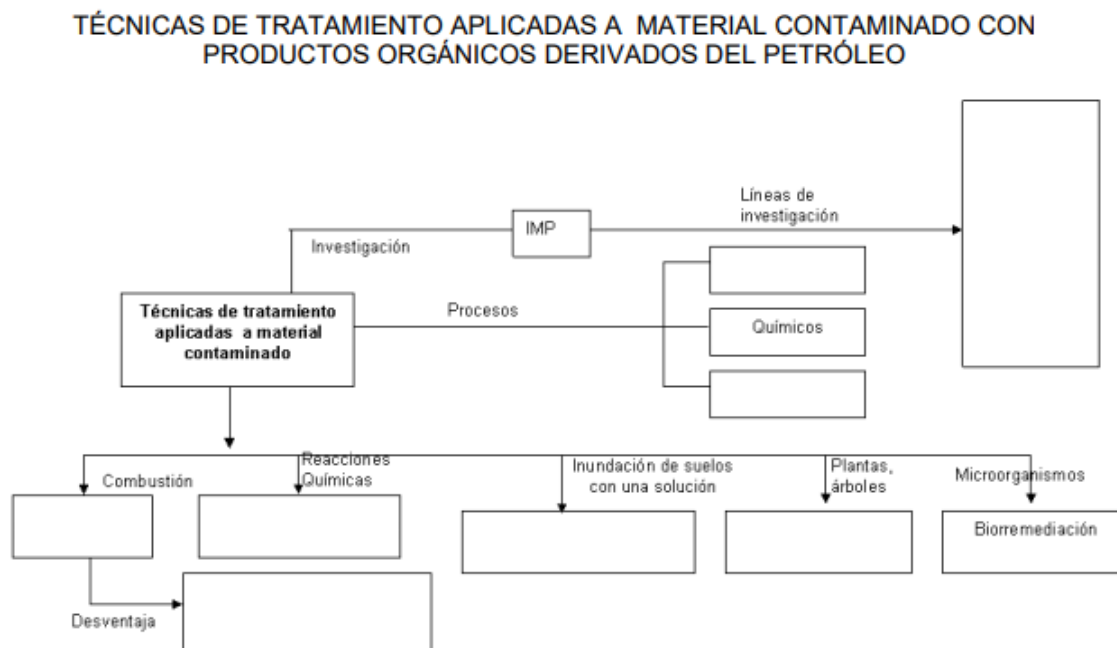 TÉCNICAS DE TRATAMIENTO APLICADAS A MATERIAL CONTAMINADO CON
PRODUCTOS ORGÁNICOS DERIVADOS DEL PETRÓLEO
Líneas de
investigación
IMP
Investigación
Técnicas de tratamiento
aplicadas a material
contaminado
Procesos
Químicos
Combustión
Reacciones
Químicas
Inundación de suelos
con una solución
Plantas,
árboles
Microorganismos
Biorremediación
Desventaja